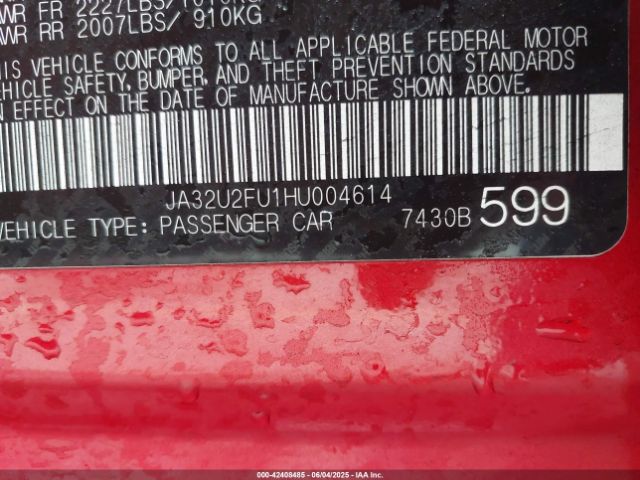 FR 2227LBS/1010KG
WR RR 2007LBS/ 910KG
IS VEHICLE CONFORMS TO ALL APPLICABLE FEDERAL MOTOR
HICLE SAFETY, BUMPER, AND THEFT PREVENTION STANDARDS
N EFFECT ON THE DATE OF MANUFACTURE SHOWN ABOVE.
JA32U2FU1HU004614
VEHICLE TYPE: PASSENGER CAR 7430B 599
000-42408485 - 06/04/2025 - IAA Inc.